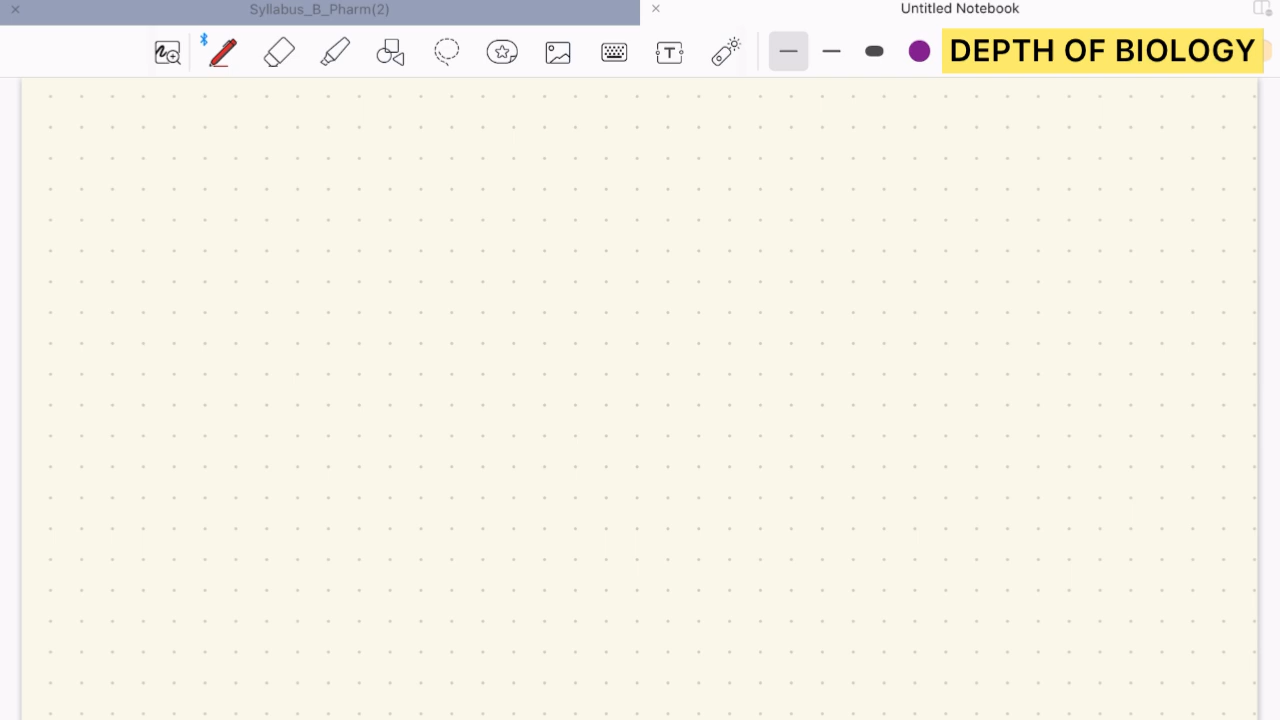 Syllabus_B_Pharm(2)
Untitled Notebook
T
DEPTH OF BIOLOGY